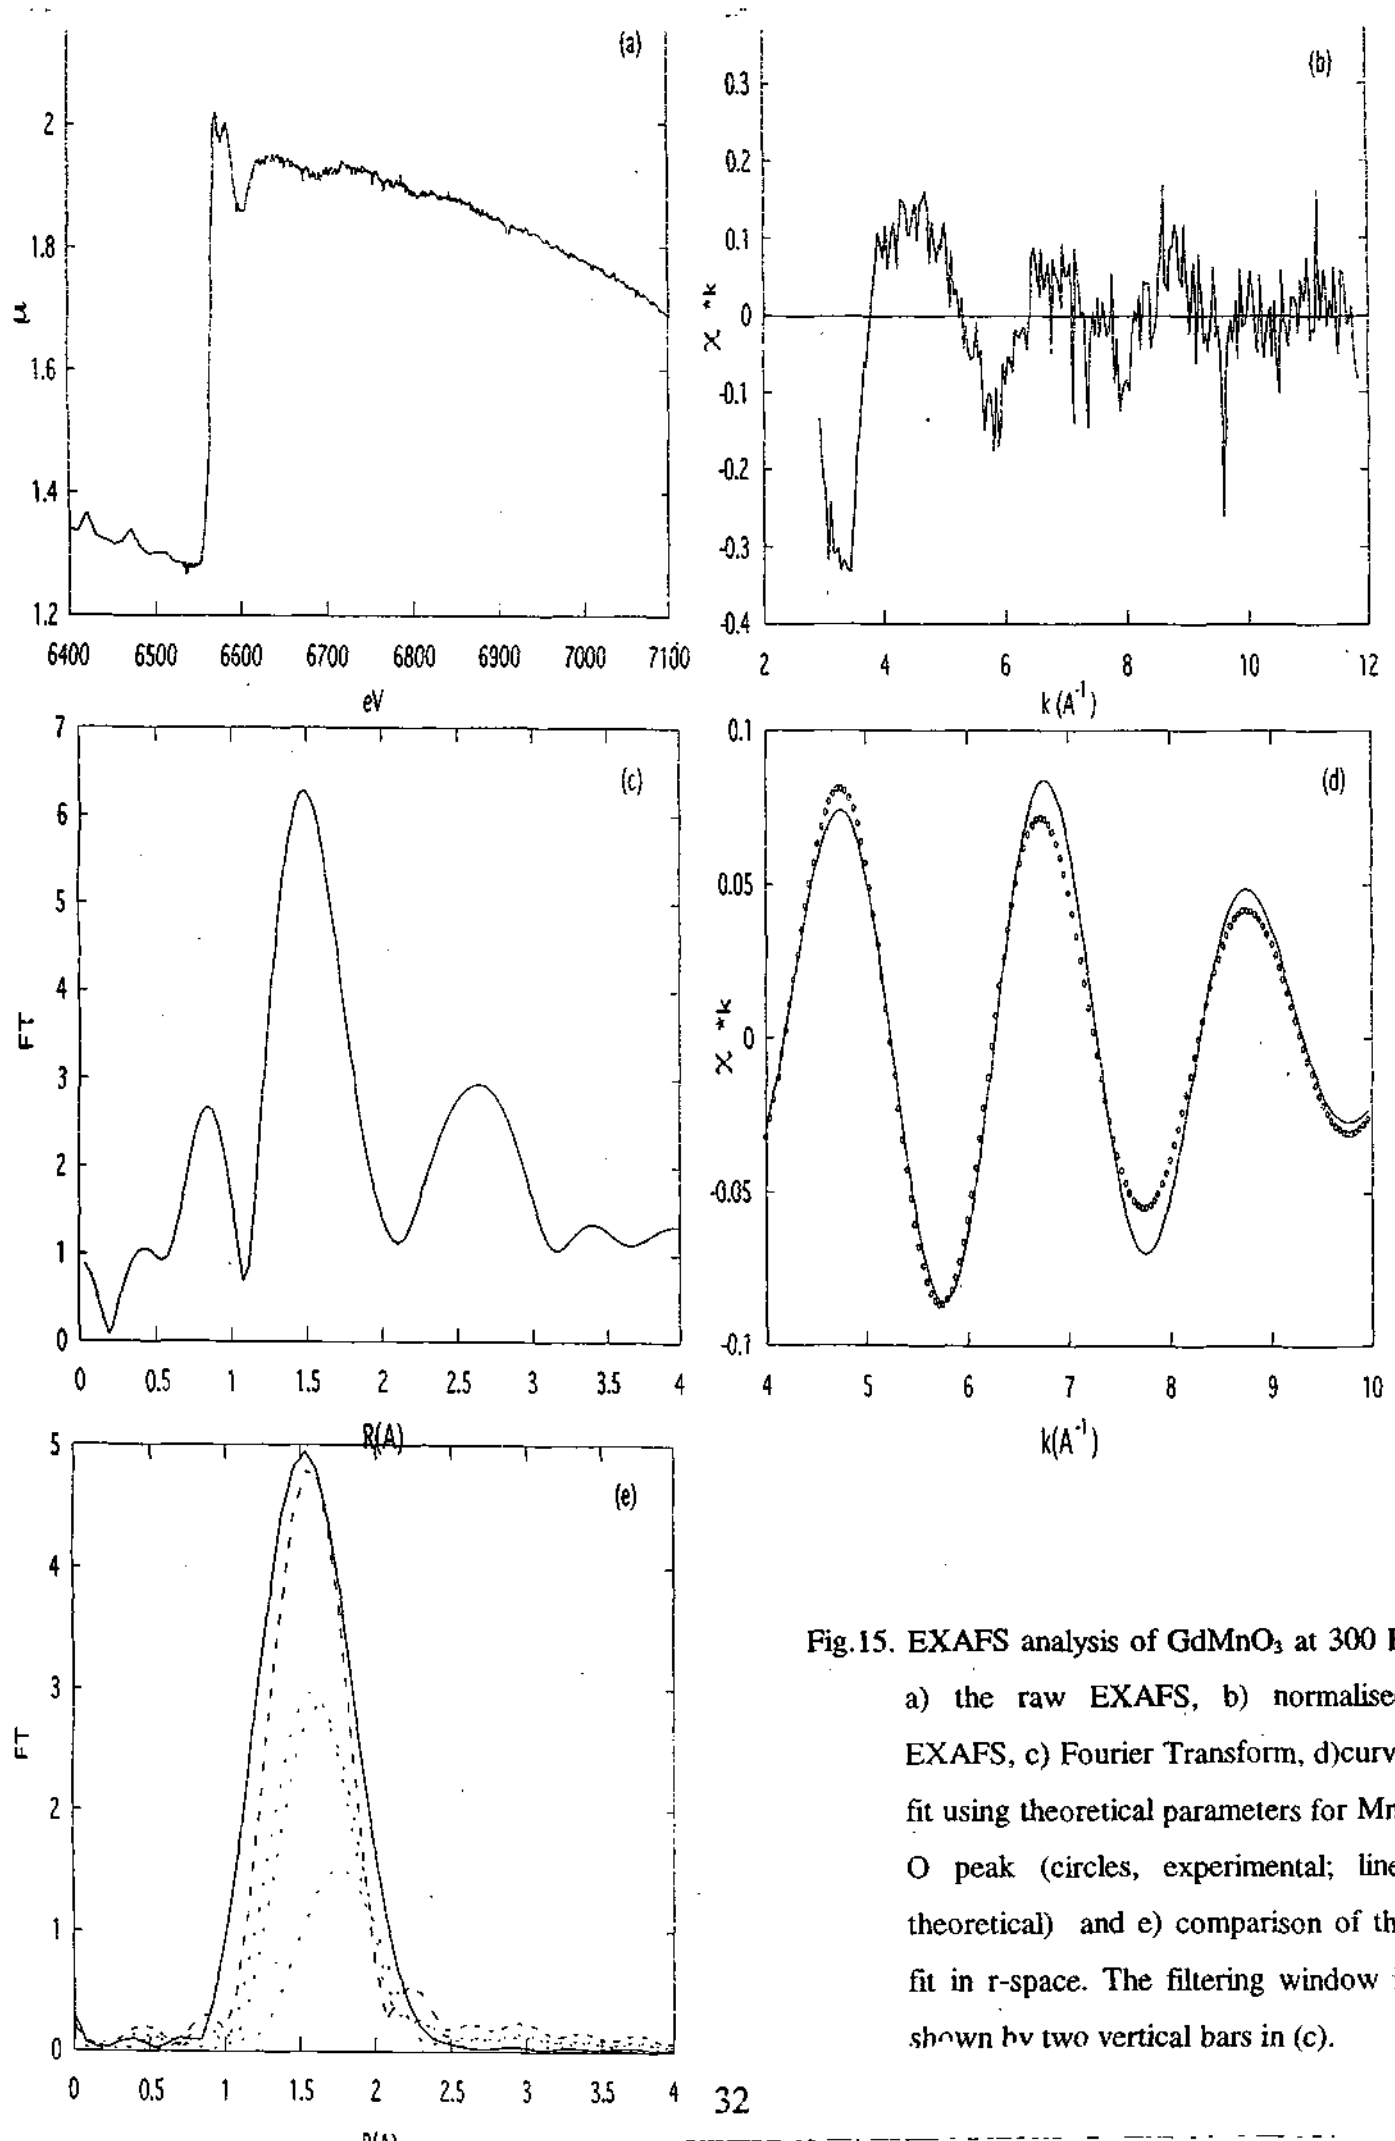 (a)
2
1.8
1.6
1.4
1.2
μ
6400 6500 6600 6700 6800 6900 7000 7100
eV
(b)
0.3
0.2
0.1
0
-0.1
-0.2
-0.3
-0.4
χ *k
2 4 6 8 10 12
k (A⁻¹)
(c)
7
6
5
4
3
2
1
0
FT
0 0.5 1 1.5 2 2.5 3 3.5 4
R(A)
(d)
0.1
0.05
0
-0.05
-0.1
χ *k
4 5 6 7 8 9 10
k(A⁻¹)
(e)
5
4
3
2
1
0
FT
0 0.5 1 1.5 2 2.5 3 3.5 4
R(A)
Fig.15. EXAFS analysis of GdMnO₃ at 300
a) the raw EXAFS, b) normalise
EXAFS, c) Fourier Transform, d)curv
fit using theoretical parameters for Mn
O peak (circles, experimental; line
theoretical) and e) comparison of th
fit in r-space. The filtering window
shown by two vertical bars in (c).
32